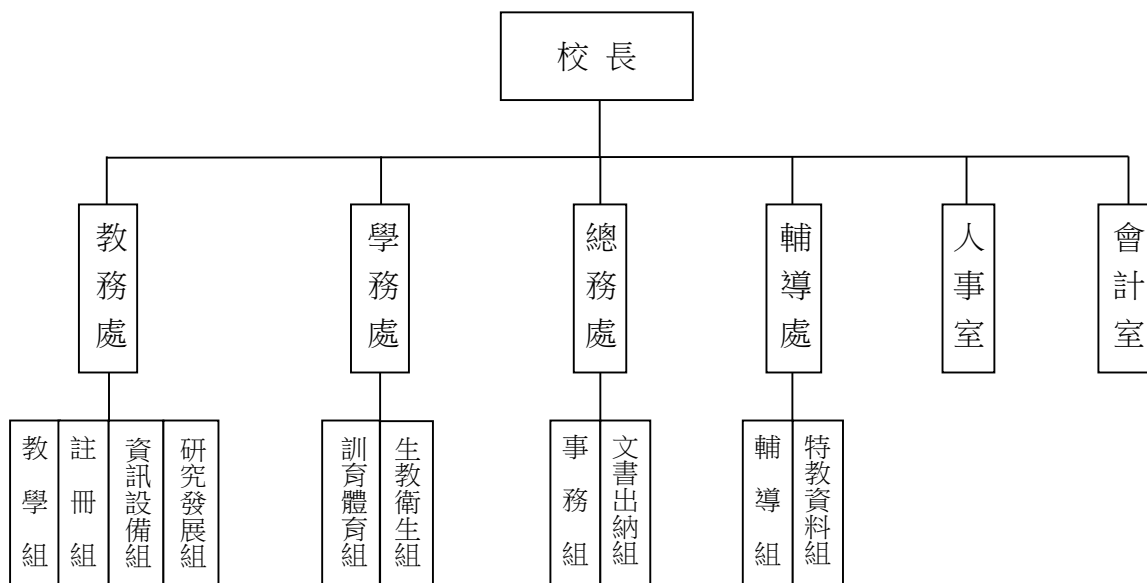 校長
教務處
學務處
總務處
輔導處
人事室
會計室
教學組
註冊組
資訊設備組
研究發展組
訓育體育組
生教衛生組
事務組
文書出納組
輔導組
特教資料組